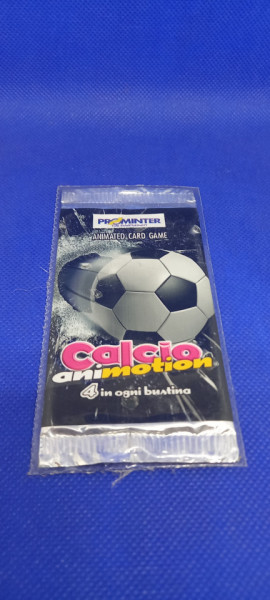 PROMINTER
ANIMATED CARD GAME
Calcio
animotion
4 in ogni bustina